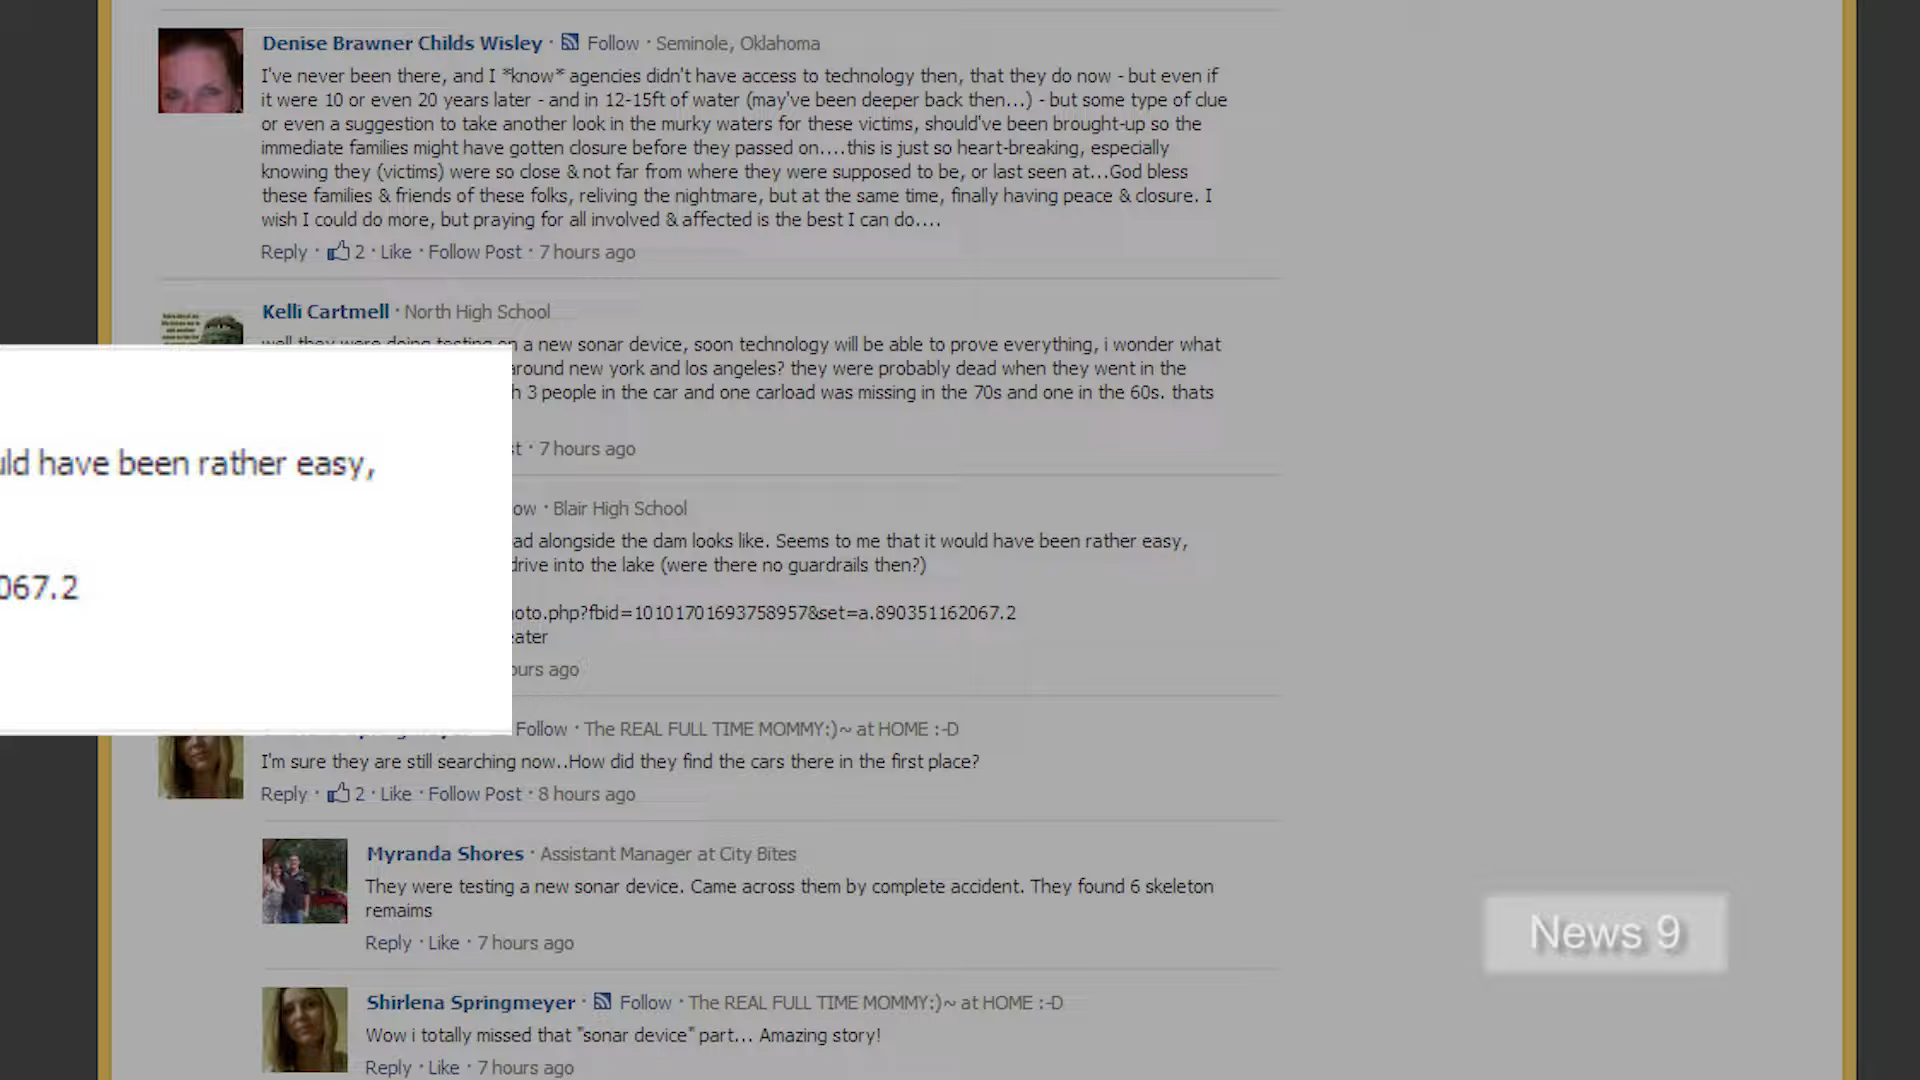 Denise Brawner Childs Wisley · Follow · Seminole, Oklahoma
I've never been there, and I *know* agencies didn't have access to technology then, that they do now - but even if
it were 10 or even 20 years later - and in 12-15ft of water (may've been deeper back then...) - but some type of clue
or even a suggestion to take another look in the murky waters for these victims, should've been brought-up so the
immediate families might have gotten closure before they passed on....this is just so heart-breaking, especially
knowing they (victims) were so close & not far from where they were supposed to be, or last seen at...God bless
these families & friends of these folks, reliving the nightmare, but at the same time, finally having peace & closure. I
wish I could do more, but praying for all involved & affected is the best I can do....
Reply · 2 · Like · Follow Post · 7 hours ago
Kelli Cartmell · North High School
well they were doing testing on a new sonar device, soon technology will be able to prove everything, i wonder what
around new york and los angeles? they were probably dead when they went in the
3 people in the car and one carload was missing in the 70s and one in the 60s. thats
· 7 hours ago
have been rather easy,
067.2
· Blair High School
alongside the dam looks like. Seems to me that it would have been rather easy,
drive into the lake (were there no guardrails then?)
oto.php?fbid=10101701693758957&set=a.890351162067.2
eater
ours ago
Follow · The REAL FULL TIME MOMMY:)~ at HOME :-D
I'm sure they are still searching now..How did they find the cars there in the first place?
Reply · 2 · Like · Follow Post · 8 hours ago
Myranda Shores · Assistant Manager at City Bites
They were testing a new sonar device. Came across them by complete accident. They found 6 skeleton
remaims
Reply · Like · 7 hours ago
News 9
Shirlena Springmeyer · Follow · The REAL FULL TIME MOMMY:)~ at HOME :-D
Wow i totally missed that "sonar device" part... Amazing story!
Reply · Like · 7 hours ago